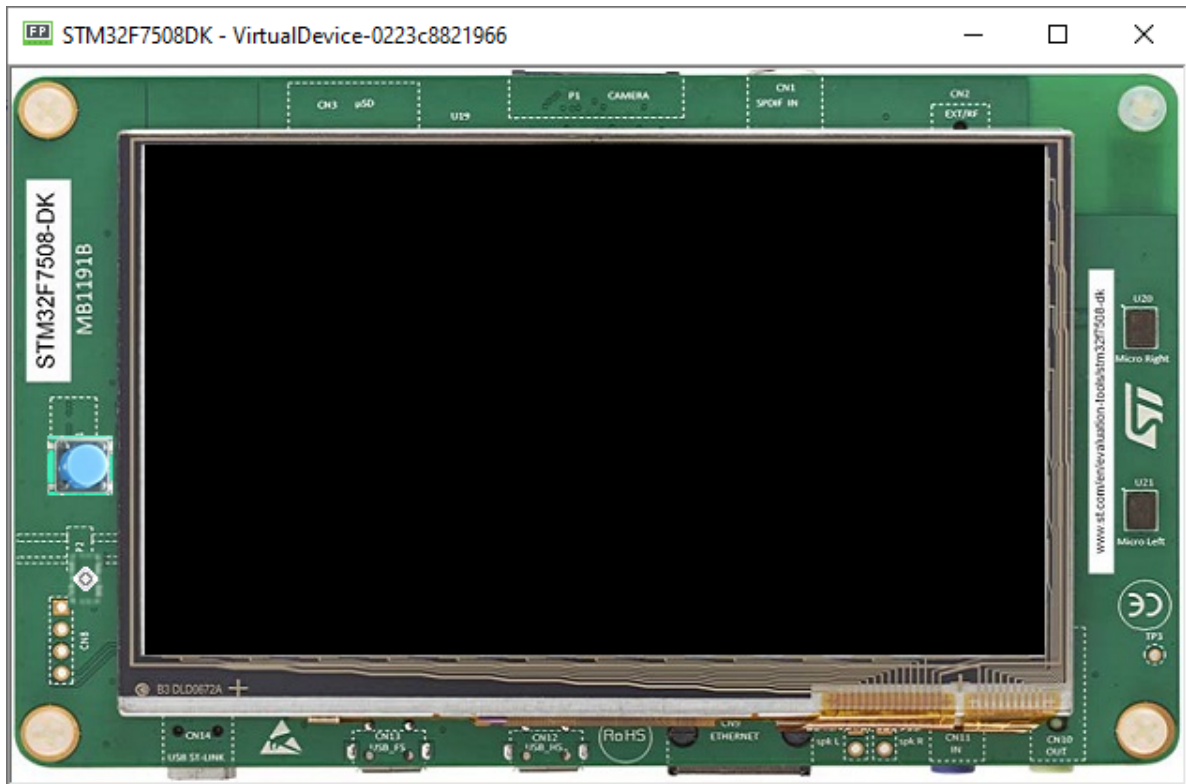 STM32F7508DK - VirtualDevice-0223c8821966
CN3 µSD
U19
P1 CAMERA
CN1
SPDIF IN
CN2
EXT/RF
STM32F7508-DK
MB1191B
www.st.com/en/evaluation-tools/stm32f7508-dk
U20
Micro Right
U21
Micro Left
P2
CN8
TP3
B3 DLD0672A
CN14
USB ST-LINK
CN13
USB_FS
CN12
USB_HS
RoHS
CN9
ETHERNET
spk L
spk R
CN11
IN
CN10
OUT